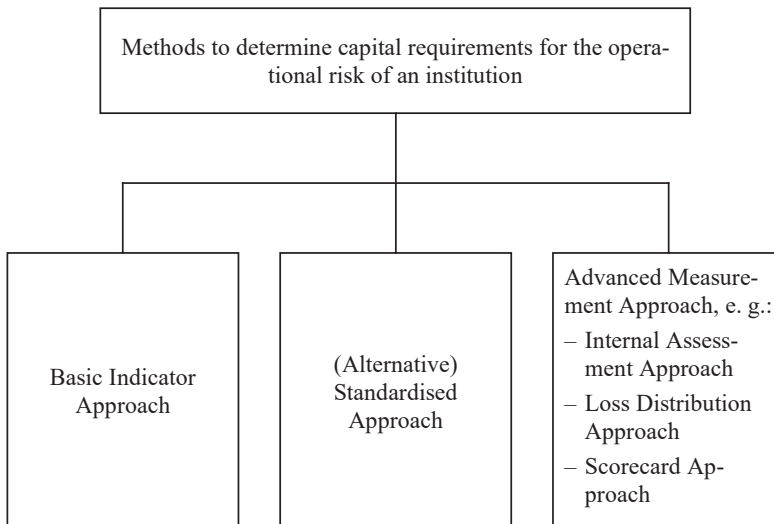 Methods to determine capital requirements for the opera-
tional risk of an institution
Basic Indicator
Approach
(Alternative)
Standardised
Approach
Advanced Measure-
ment Approach, e. g.:
– Internal Assess-
ment Approach
– Loss Distribution
Approach
– Scorecard Ap-
proach